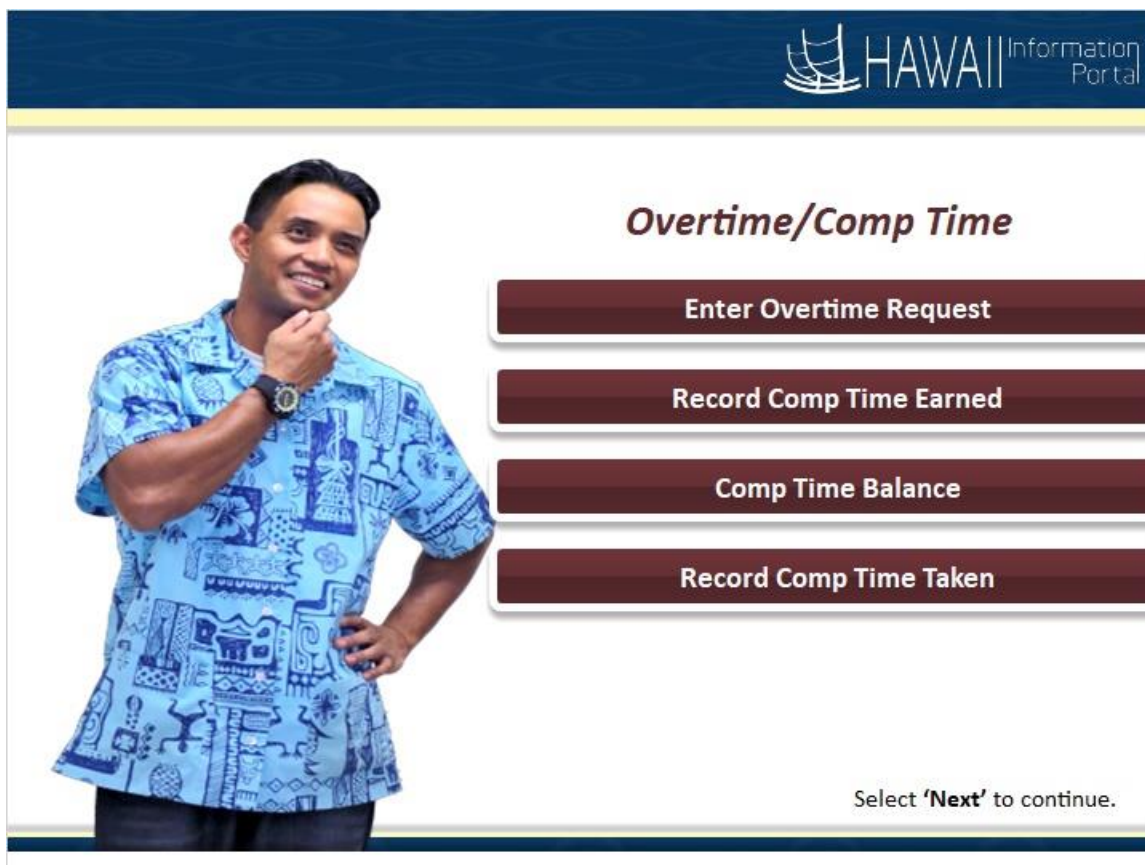 HAWAII Information
Portal
Overtime/Comp Time
Enter Overtime Request
Record Comp Time Earned
Comp Time Balance
Record Comp Time Taken
Select ‘Next’ to continue.